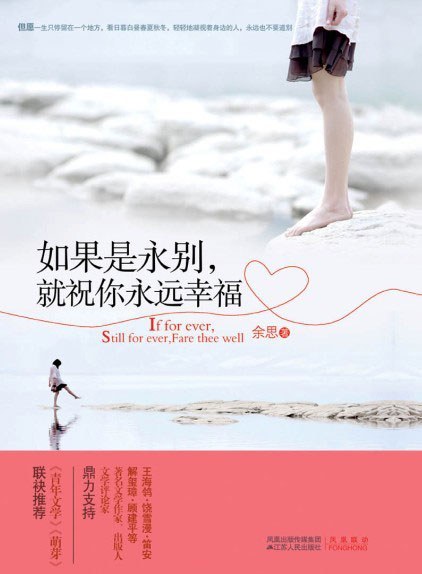 但愿一生只停留在一个地方，看日暮白昼春夏秋冬，轻轻地凝视着身边的人，永远也不要道别
如果是永别，
就祝你永远幸福
If for ever,
Still for ever,Fare thee well
余思 著
王海鸰·饶雪漫·笛安
解玺璋·顾建平等
著名文学作家、出版人
文学评论家
鼎力支持
《青年文学》《萌芽》
联袂推荐
凤凰出版传媒集团
江苏人民出版社
凤凰联动
FONGHONG